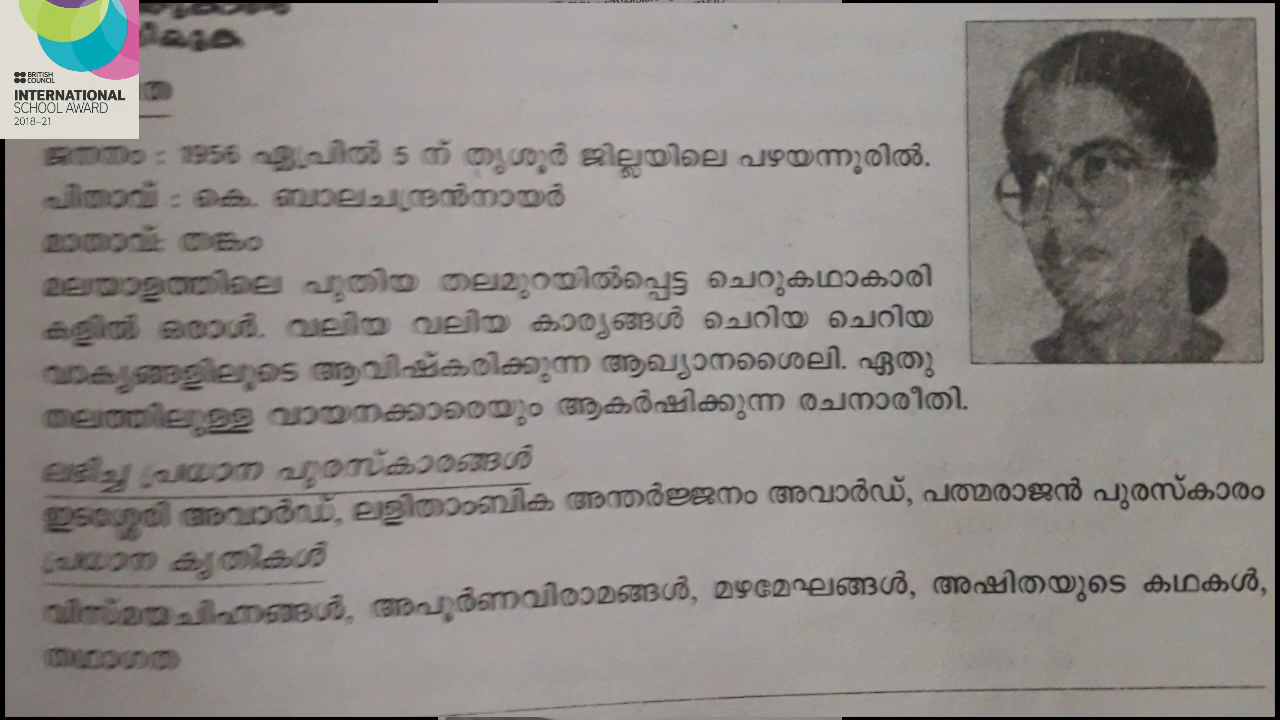 BRITISH
COUNCIL
INTERNATIONAL
SCHOOL AWARD
2018–21
ജനനം : 1956 ഏപ്രിൽ 5 ന് തൃശൂർ ജില്ലയിലെ പഴയന്നൂരിൽ.
പിതാവ് : കെ. ബാലചന്ദ്രൻനായർ
മാതാവ്: തങ്കം
മലയാളത്തിലെ പുതിയ തലമുറയിൽപ്പെട്ട ചെറുകഥാകാരി
കളിൽ ഒരാൾ. വലിയ വലിയ കാര്യങ്ങൾ ചെറിയ ചെറിയ
വാക്യങ്ങളിലൂടെ ആവിഷ്കരിക്കുന്ന ആഖ്യാനശൈലി. ഏതു
തലത്തിലുള്ള വായനക്കാരെയും ആകർഷിക്കുന്ന രചനാരീതി.
ലഭിച്ച പ്രധാന പുരസ്കാരങ്ങൾ
ഇടശ്ശേരി അവാർഡ്, ലളിതാംബിക അന്തർജ്ജനം അവാർഡ്, പത്മരാജൻ പുരസ്കാരം
പ്രധാന കൃതികൾ
വിസ്മയചിഹ്നങ്ങൾ, അപൂർണവിരാമങ്ങൾ, മഴമേഘങ്ങൾ, അഷിതയുടെ കഥകൾ,
തഥാഗത